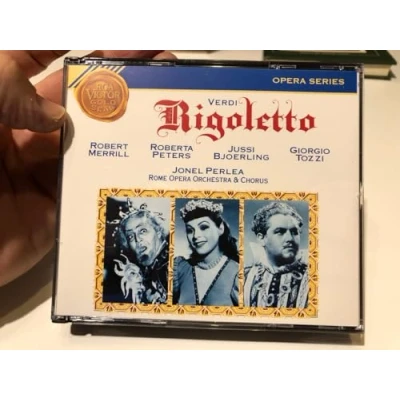 OPERA SERIES
VERDI
Rigoletto
ROBERT MERRILL
ROBERTA PETERS
JUSSI BJOERLING
GIORGIO TOZZI
JONEL PERLEA
ROME OPERA ORCHESTRA & CHORUS